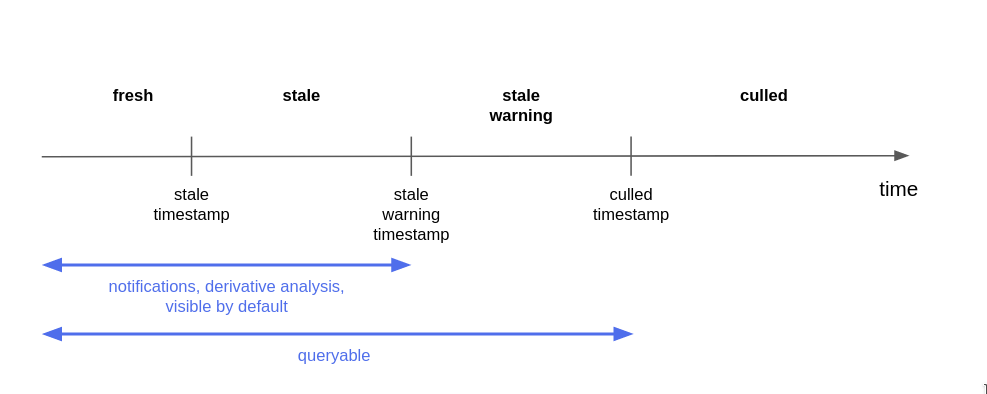 fresh
stale
stale
warning
culled
time
stale
timestamp
stale
warning
timestamp
culled
timestamp
notifications, derivative analysis,
visible by default
queryable